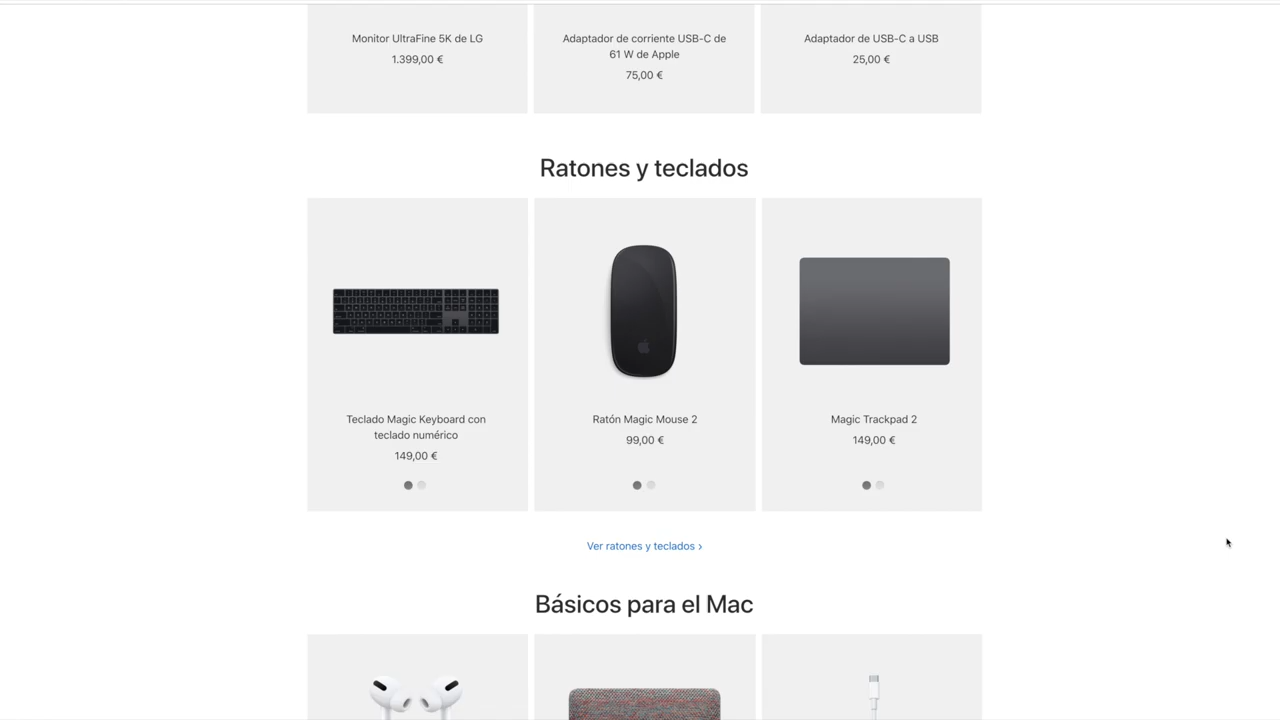 Monitor UltraFine 5K de LG
1.399,00 €
Adaptador de corriente USB-C de
61 W de Apple
75,00 €
Adaptador de USB-C a USB
25,00 €
Ratones y teclados
Teclado Magic Keyboard con
teclado numérico
149,00 €
Ratón Magic Mouse 2
99,00 €
Magic Trackpad 2
149,00 €
Ver ratones y teclados ›
Básicos para el Mac